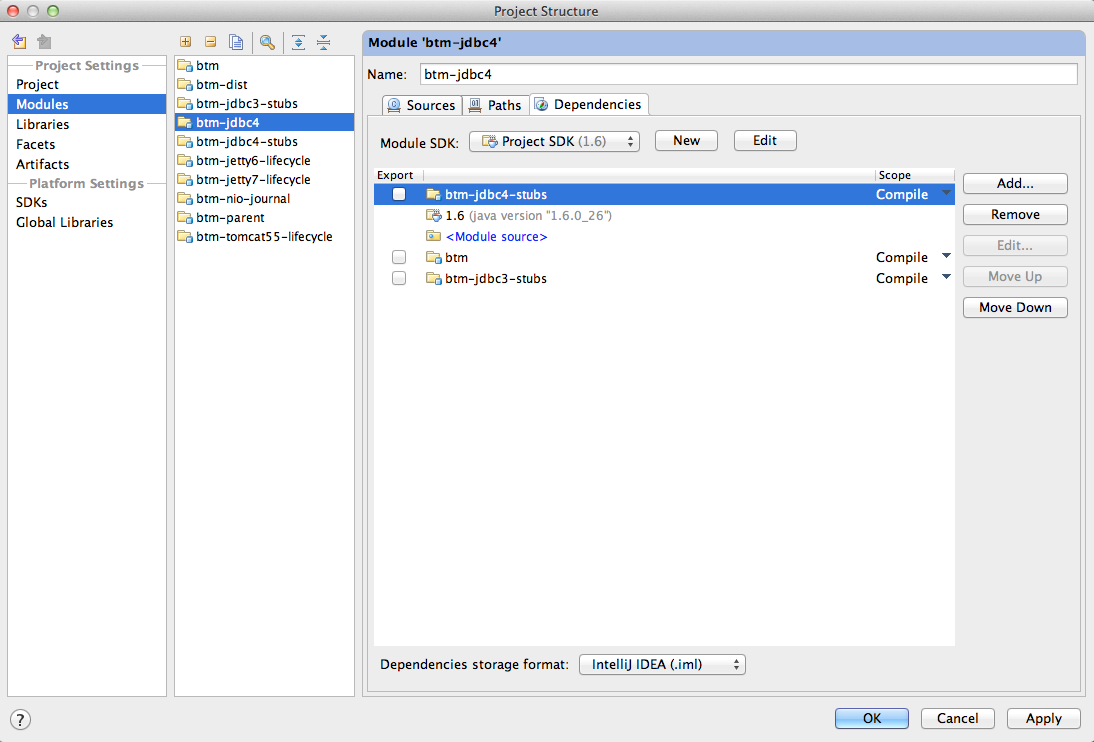 Project Structure
Project Settings
Project
Modules
Libraries
Facets
Artifacts
Platform Settings
SDKs
Global Libraries
btm
btm-dist
btm-jdbc3-stubs
btm-jdbc4
btm-jdbc4-stubs
btm-jetty6-lifecycle
btm-jetty7-lifecycle
btm-nio-journal
btm-parent
btm-tomcat55-lifecycle
Module 'btm-jdbc4'
Name: btm-jdbc4
Sources Paths Dependencies
Module SDK: Project SDK (1.6) New Edit
Export Scope
btm-jdbc4-stubs Compile
1.6 (java version "1.6.0_26")
<Module source>
btm Compile
btm-jdbc3-stubs Compile
Add...
Remove
Edit...
Move Up
Move Down
Dependencies storage format: IntelliJ IDEA (.iml)
? OK Cancel Apply